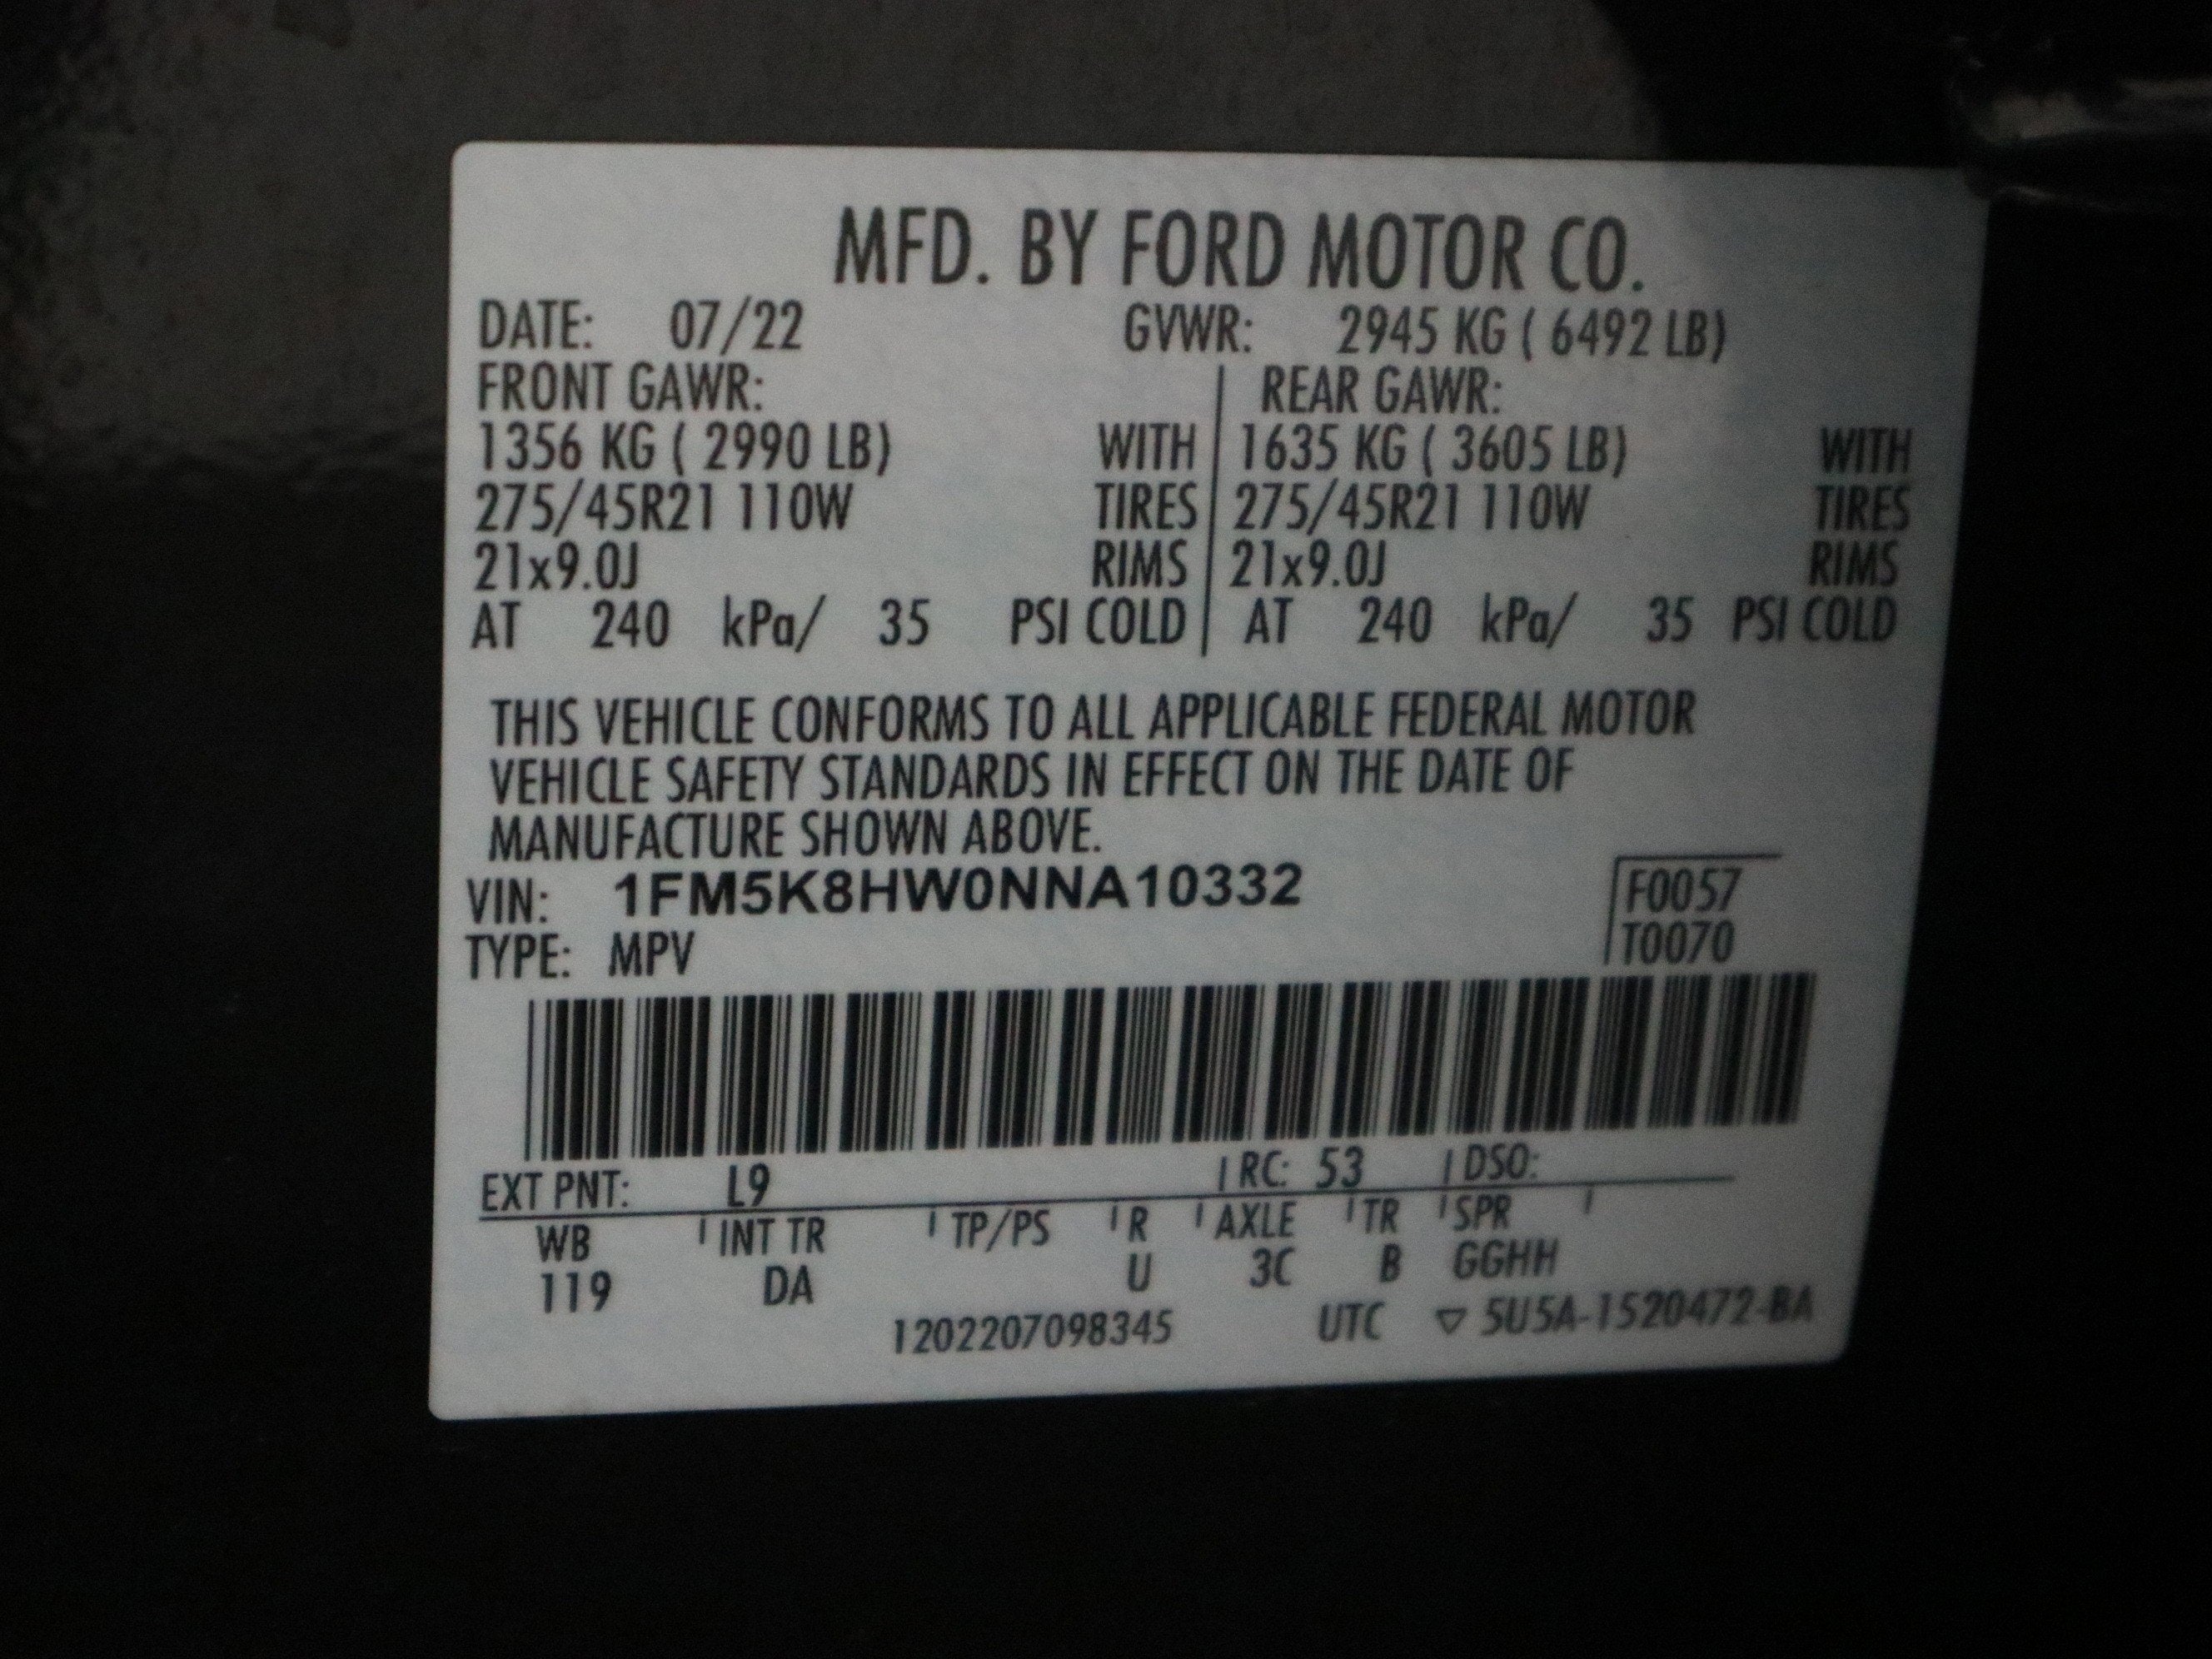 MFD. BY FORD MOTOR CO.
DATE: 07/22 GVWR: 2945 KG ( 6492 LB)
FRONT GAWR: REAR GAWR:
1356 KG ( 2990 LB) WITH 1635 KG ( 3605 LB) WITH
275/45R21 110W TIRES 275/45R21 110W TIRES
21x9.0J RIMS 21x9.0J RIMS
AT 240 kPa/ 35 PSI COLD AT 240 kPa/ 35 PSI COLD
THIS VEHICLE CONFORMS TO ALL APPLICABLE FEDERAL MOTOR
VEHICLE SAFETY STANDARDS IN EFFECT ON THE DATE OF
MANUFACTURE SHOWN ABOVE.
VIN: 1FM5K8HW0NNA10332 F0057
TYPE: MPV T0070
EXT PNT: L9 RC: 53 DSO:
WB INT TR TP/PS R AXLE TR SPR
119 DA U 3C B GGHH
1202207098345 UTC ▽ 5U5A-1520472-BA